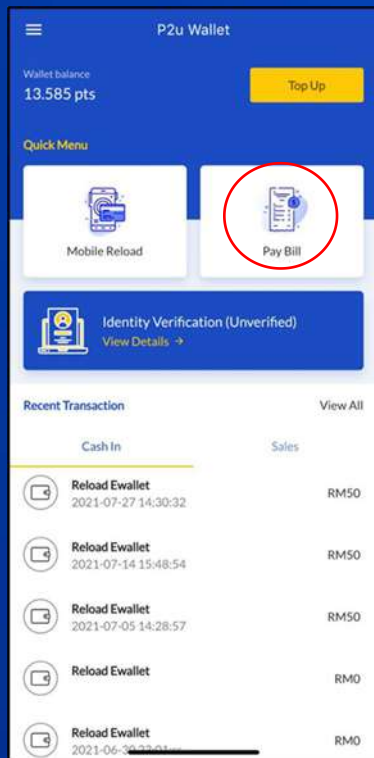 P2u Wallet
Wallet balance
13.585 pts
Top Up
Quick Menu
Mobile Reload
Pay Bill
Identity Verification (Unverified)
View Details →
Recent Transaction
View All
Cash In
Sales
Reload Ewallet
2021-07-27 14:30:32
RM50
Reload Ewallet
2021-07-14 15:48:54
RM50
Reload Ewallet
2021-07-05 14:28:57
RM50
Reload Ewallet
RM0
Reload Ewallet
RM0